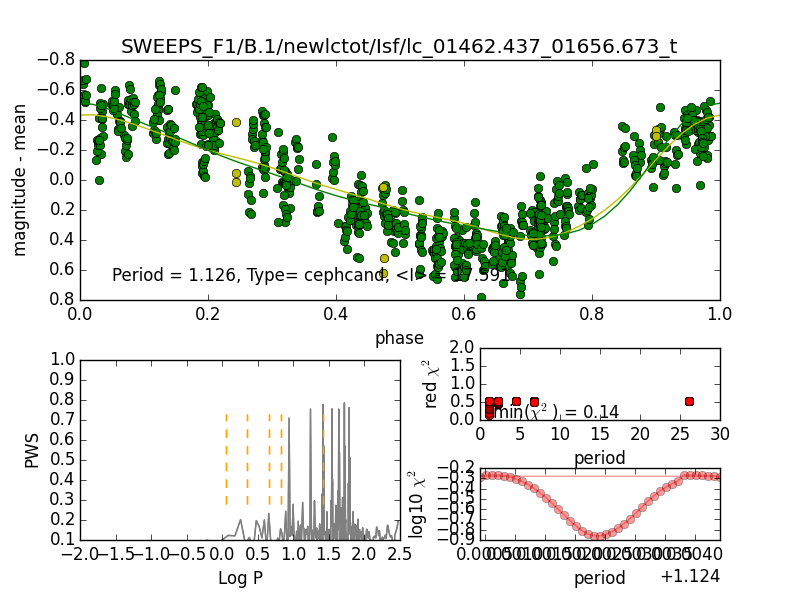 SWEEPS_F1/B.1/newlctot/Isf/lc_01462.437_01656.673_t
−0.8
−0.6
−0.4
−0.2
0.0
0.2
0.4
0.6
0.8
magnitude - mean
Period = 1.126, Type= cephcand, <I> = 17.591
0.0 0.2 0.4 0.6 0.8 1.0
phase
1.0
0.9
0.8
0.7
0.6
0.5
0.4
0.3
0.2
0.1
PWS
−2.0 −1.5 −1.0 −0.5 0.0 0.5 1.0 1.5 2.0 2.5
Log P
2.0
1.5
1.0
0.5
0.0
red χ²
min(χ²) = 0.14
0 5 10 15 20 25 30
period
−0.2
−0.3
−0.3
−0.4
−0.5
−0.6
−0.7
−0.8
−0.9
log10 χ²
period
+1.124